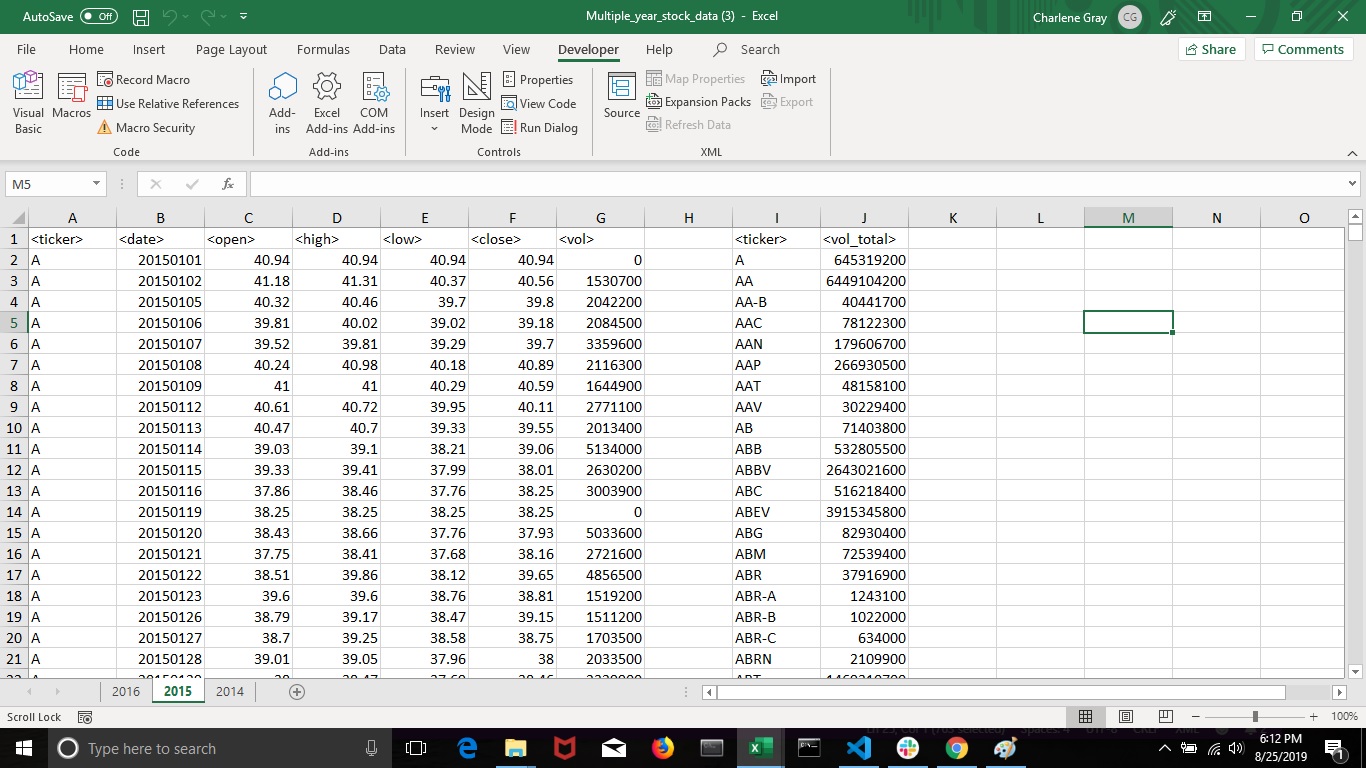 AutoSave Off Multiple_year_stock_data (3) - Excel Charlene Gray CG
File Home Insert Page Layout Formulas Data Review View Developer Help Search Share Comments
Visual Basic Macros Record Macro Use Relative References Macro Security
Code
Add-ins Excel Add-ins COM Add-ins
Add-ins
Insert Design Mode Properties View Code Run Dialog
Controls
Source Map Properties Expansion Packs Refresh Data Import Export
XML
M5 fx
A B C D E F G H I J K L M N O
1 <ticker> <date> <open> <high> <low> <close> <vol> <ticker> <vol_total>
2 A 20150101 40.94 40.94 40.94 40.94 0 A 645319200
3 A 20150102 41.18 41.31 40.37 40.56 1530700 AA 6449104200
4 A 20150105 40.32 40.46 39.7 39.8 2042200 AA-B 40441700
5 A 20150106 39.81 40.02 39.02 39.18 2084500 AAC 78122300
6 A 20150107 39.52 39.81 39.29 39.7 3359600 AAN 179606700
7 A 20150108 40.24 40.98 40.18 40.89 2116300 AAP 266930500
8 A 20150109 41 41 40.29 40.59 1644900 AAT 48158100
9 A 20150112 40.61 40.72 39.95 40.11 2771100 AAV 30229400
10 A 20150113 40.47 40.7 39.33 39.55 2013400 AB 71403800
11 A 20150114 39.03 39.1 38.21 39.06 5134000 ABB 532805500
12 A 20150115 39.33 39.41 37.99 38.01 2630200 ABBV 2643021600
13 A 20150116 37.86 38.46 37.76 38.25 3003900 ABC 516218400
14 A 20150119 38.25 38.25 38.25 38.25 0 ABEV 3915345800
15 A 20150120 38.43 38.66 37.76 37.93 5033600 ABG 82930400
16 A 20150121 37.75 38.41 37.68 38.16 2721600 ABM 72539400
17 A 20150122 38.51 39.86 38.12 39.65 4856500 ABR 37916900
18 A 20150123 39.6 39.6 38.76 38.81 1519200 ABR-A 1243100
19 A 20150126 38.79 39.17 38.47 39.15 1511200 ABR-B 1022000
20 A 20150127 38.7 39.25 38.58 38.75 1703500 ABR-C 634000
21 A 20150128 39.01 39.05 37.96 38 2033500 ABRN 2109900
2016 2015 2014
Scroll Lock 100%
Type here to search 6:12 PM
8/25/2019 1